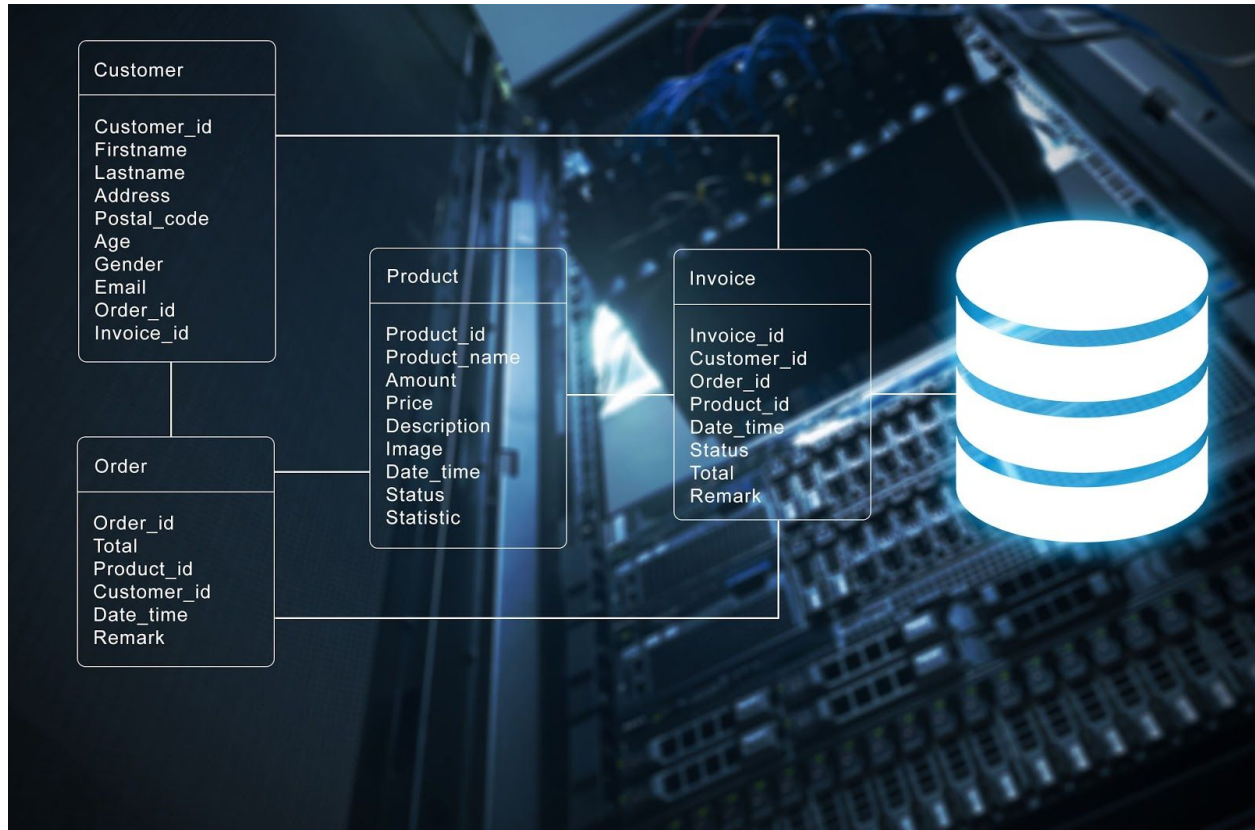 Customer
Customer_id
Firstname
Lastname
Address
Postal_code
Age
Gender
Email
Order_id
Invoice_id
Order
Order_id
Total
Product_id
Customer_id
Date_time
Remark
Product
Product_id
Product_name
Amount
Price
Description
Image
Date_time
Status
Statistic
Invoice
Invoice_id
Customer_id
Order_id
Product_id
Date_time
Status
Total
Remark